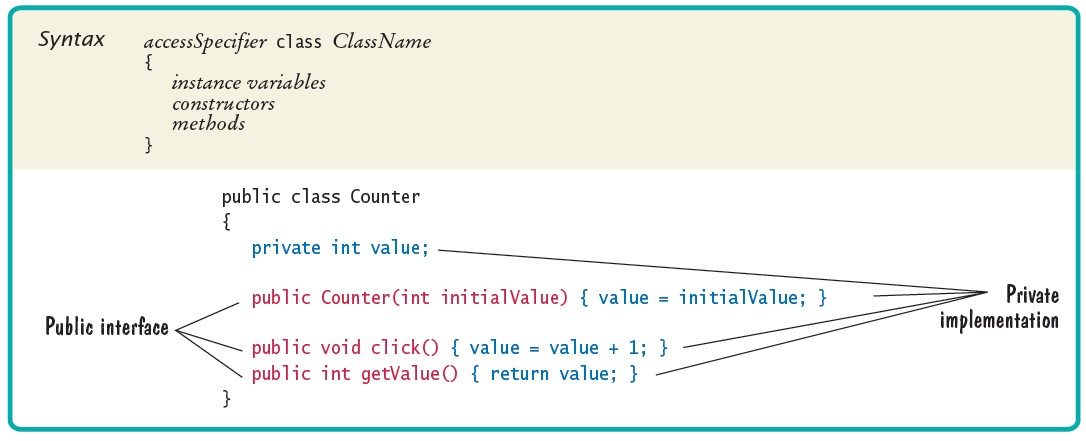 Syntax accessSpecifier class ClassName
{
instance variables
constructors
methods
}
public class Counter
{
private int value;
public Counter(int initialValue) { value = initialValue; }
Private
implementation
Public interface
public void click() { value = value + 1; }
public int getValue() { return value; }
}